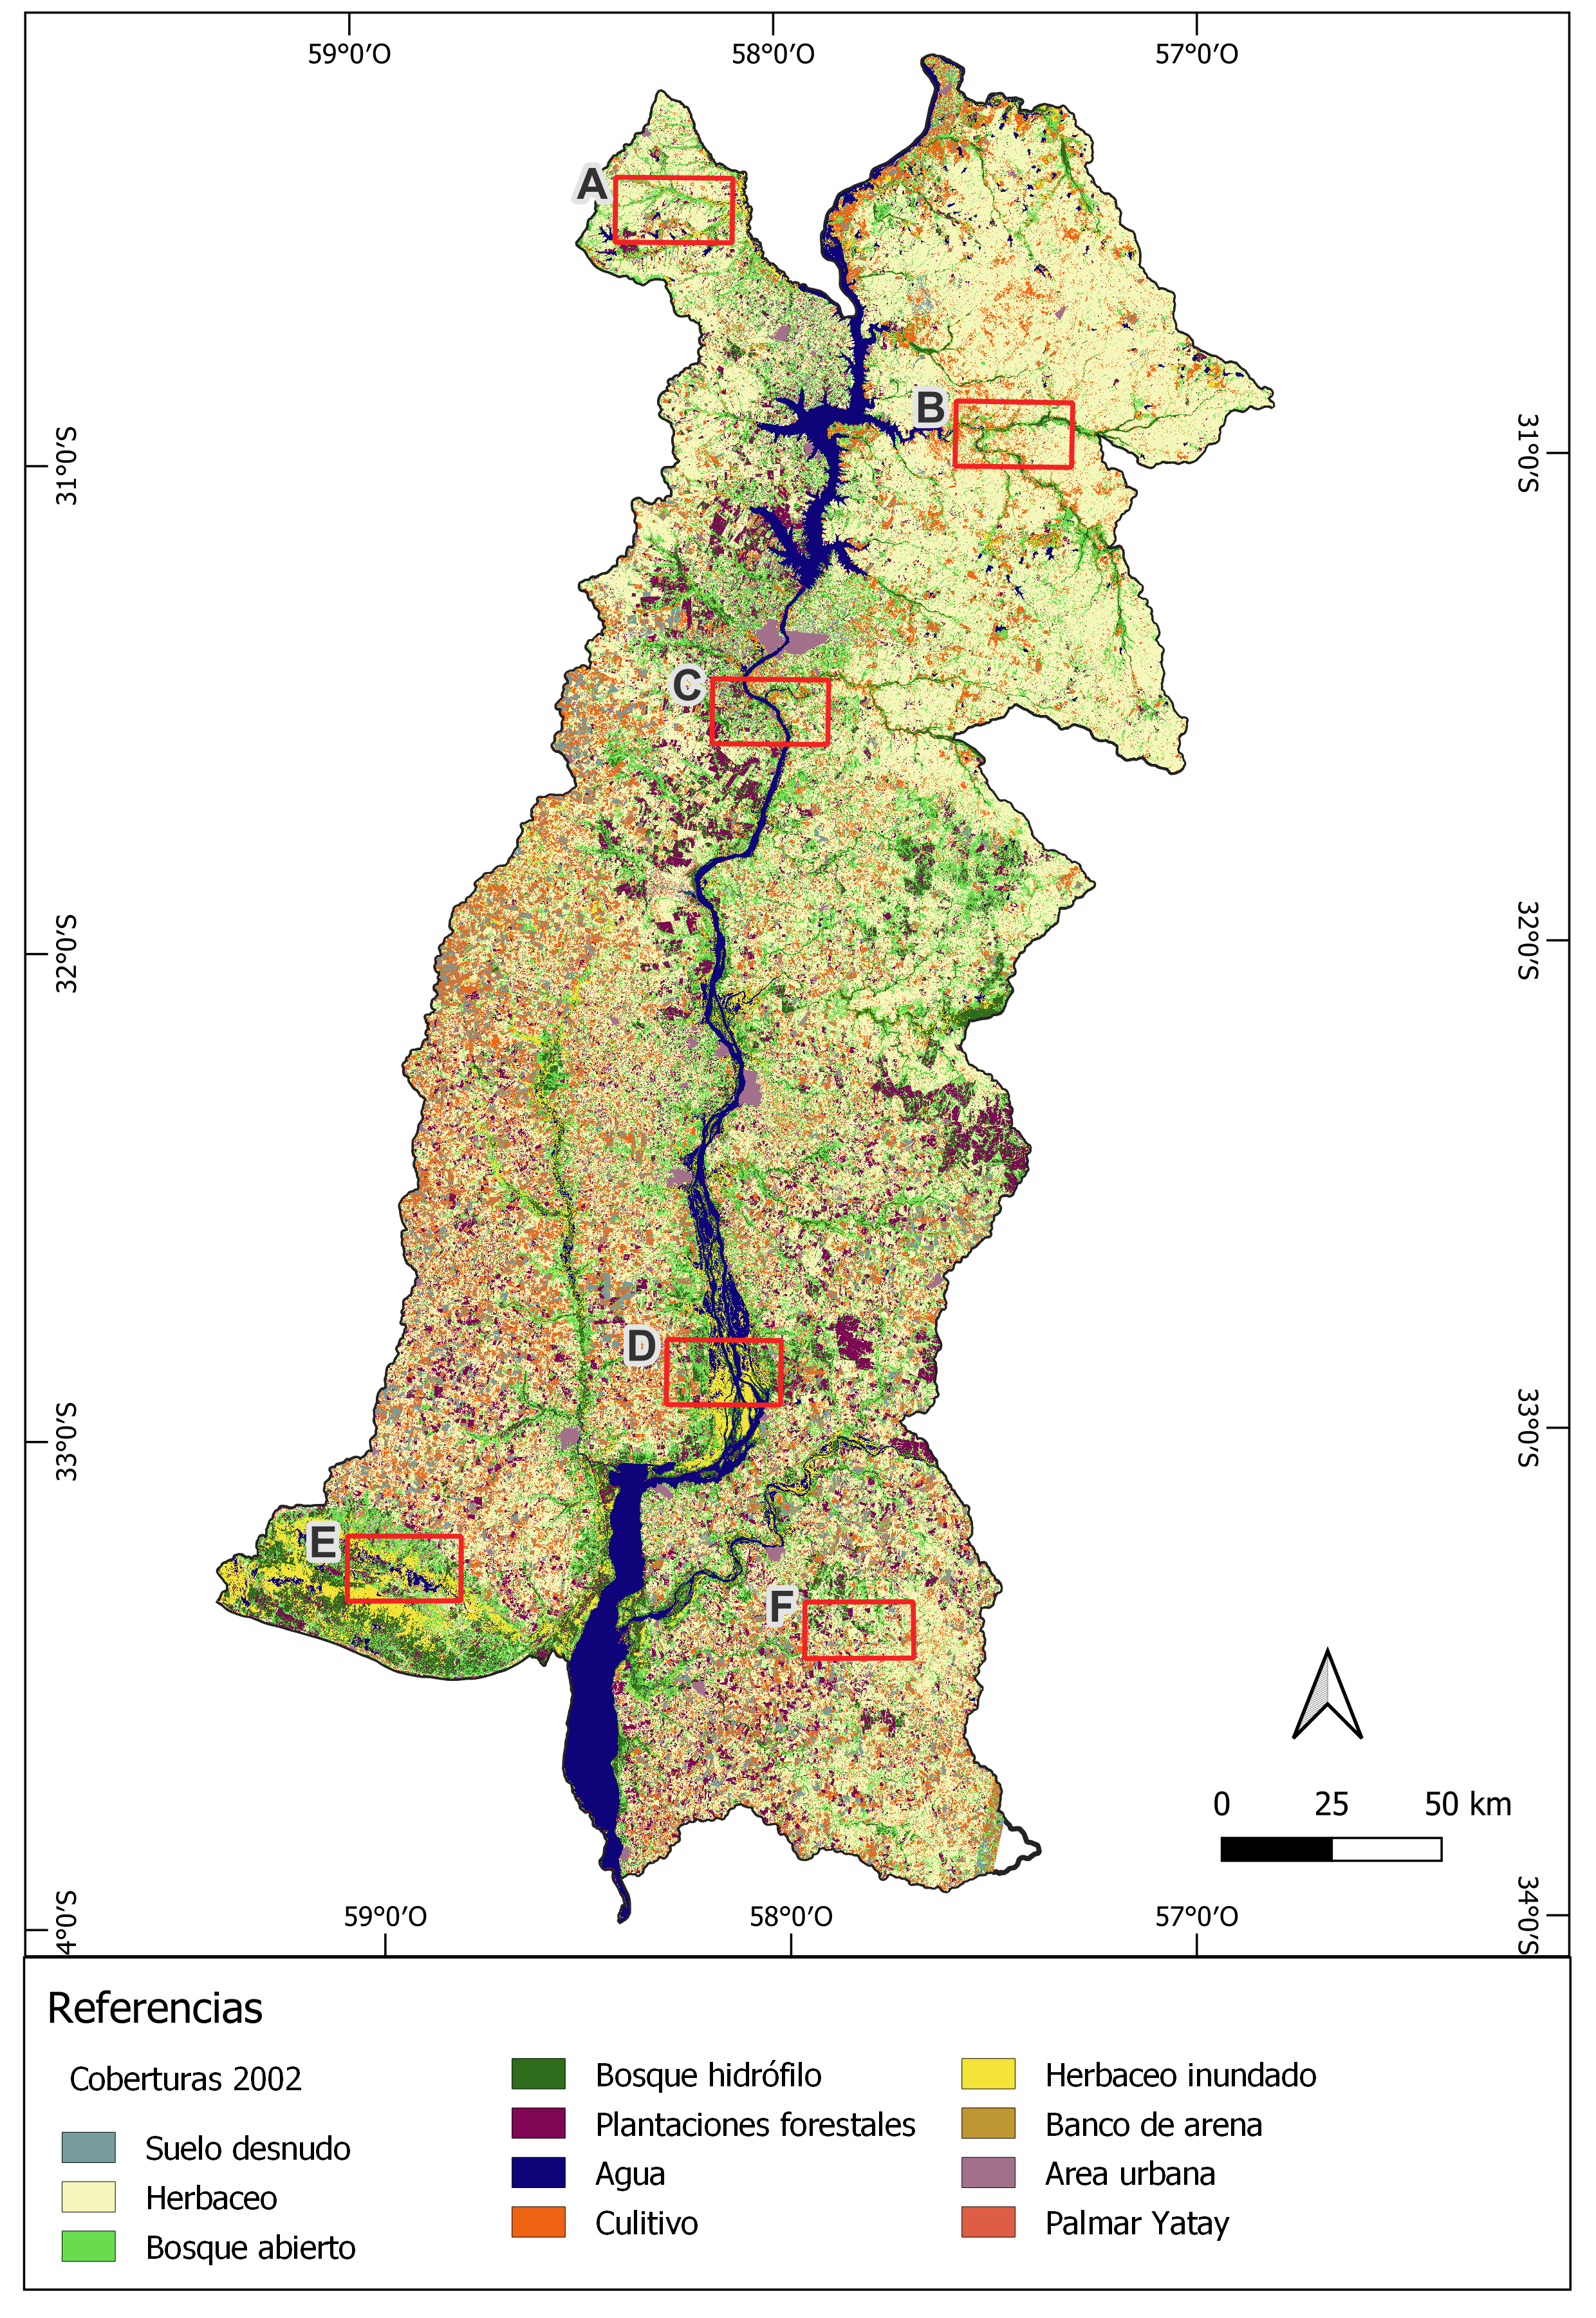 59°0'O 58°0'O 57°0'O
A
B
31°0'S 31°0'S
C
32°0'S 32°0'S
D
33°0'S 33°0'S
E
F
0 25 50 km
4°0'S 34°0'S
59°0'O 58°0'O 57°0'O
Referencias
Coberturas 2002
Suelo desnudo
Herbaceo
Bosque abierto
Bosque hidrófilo
Plantaciones forestales
Agua
Culitivo
Herbaceo inundado
Banco de arena
Area urbana
Palmar Yatay